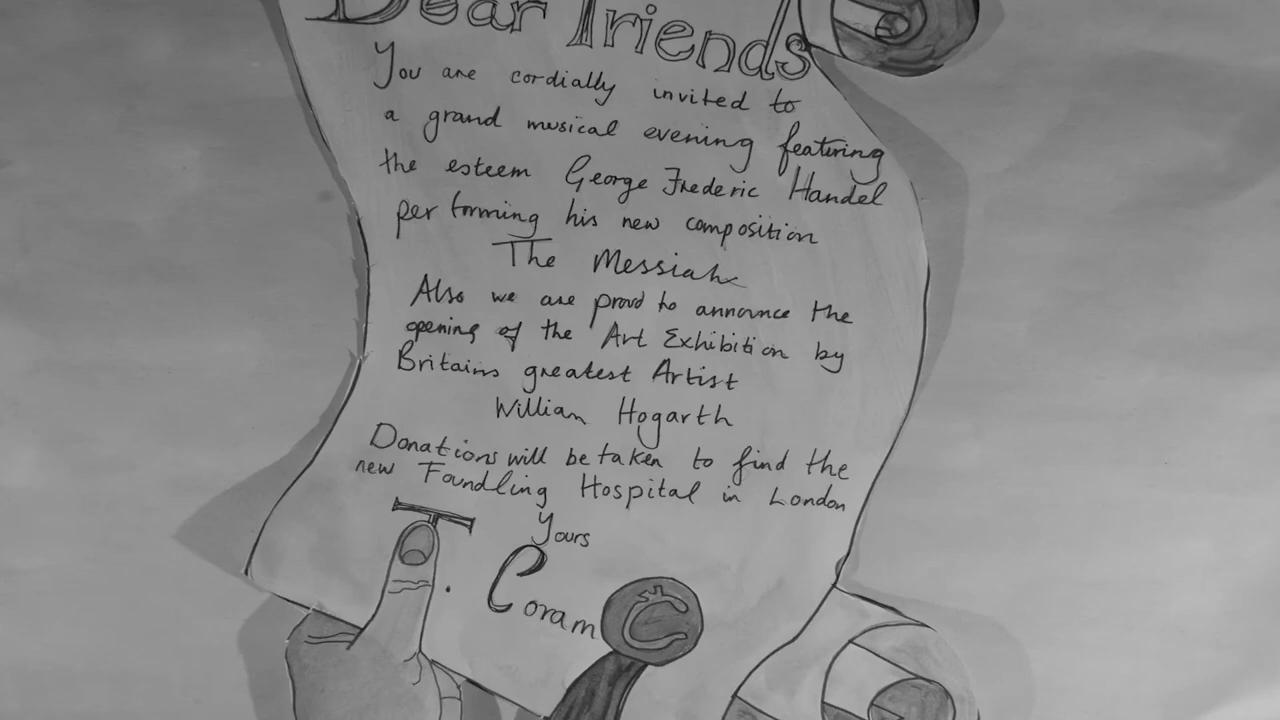 Dear Friends
You are cordially invited to
a grand musical evening featuring
the esteem George Frederic Handel
performing his new composition
The Messiah
Also we are proud to announce the
opening of the Art Exhibition by
Britains greatest Artist
Willian Hogarth
Donations will be taken to find the
new Foundling Hospital in London
Yours
T. Coram
C